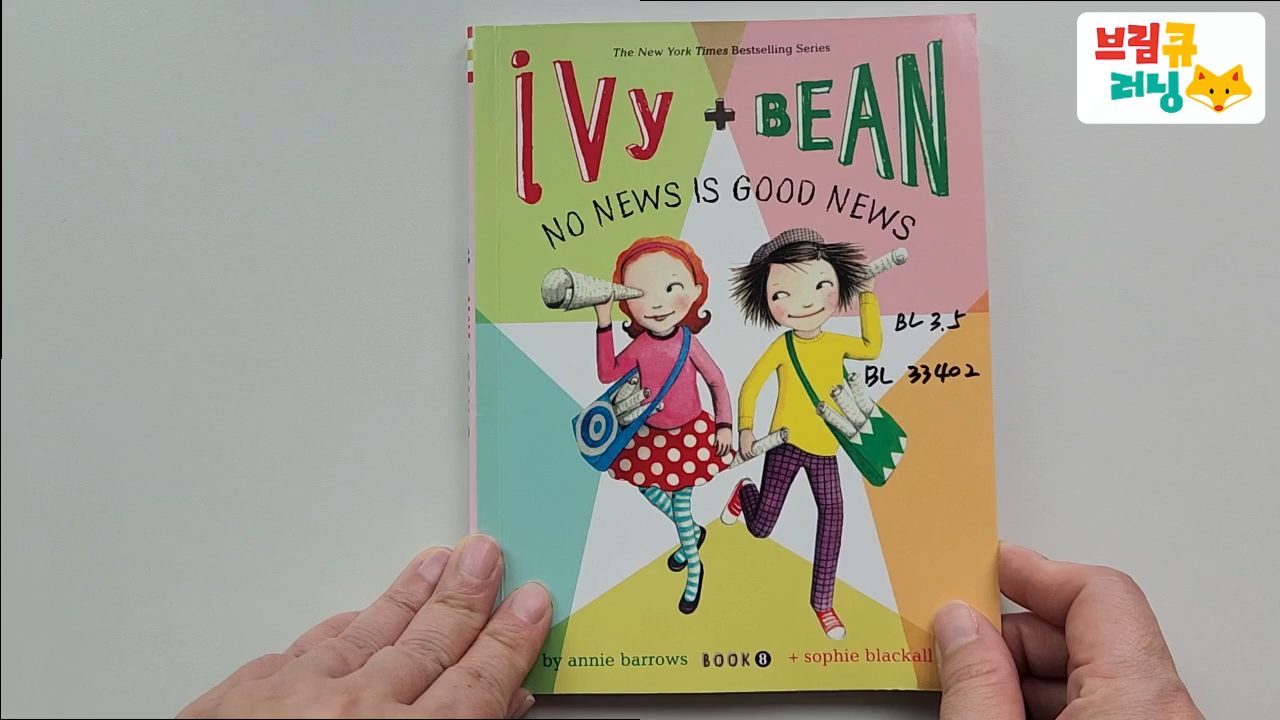 브림큐
러닝
The New York Times Bestselling Series
iVy + BEAN
NO NEWS IS GOOD NEWS
BL 3.5
BL 33402
by annie barrows BOOK 8 + sophie blackall